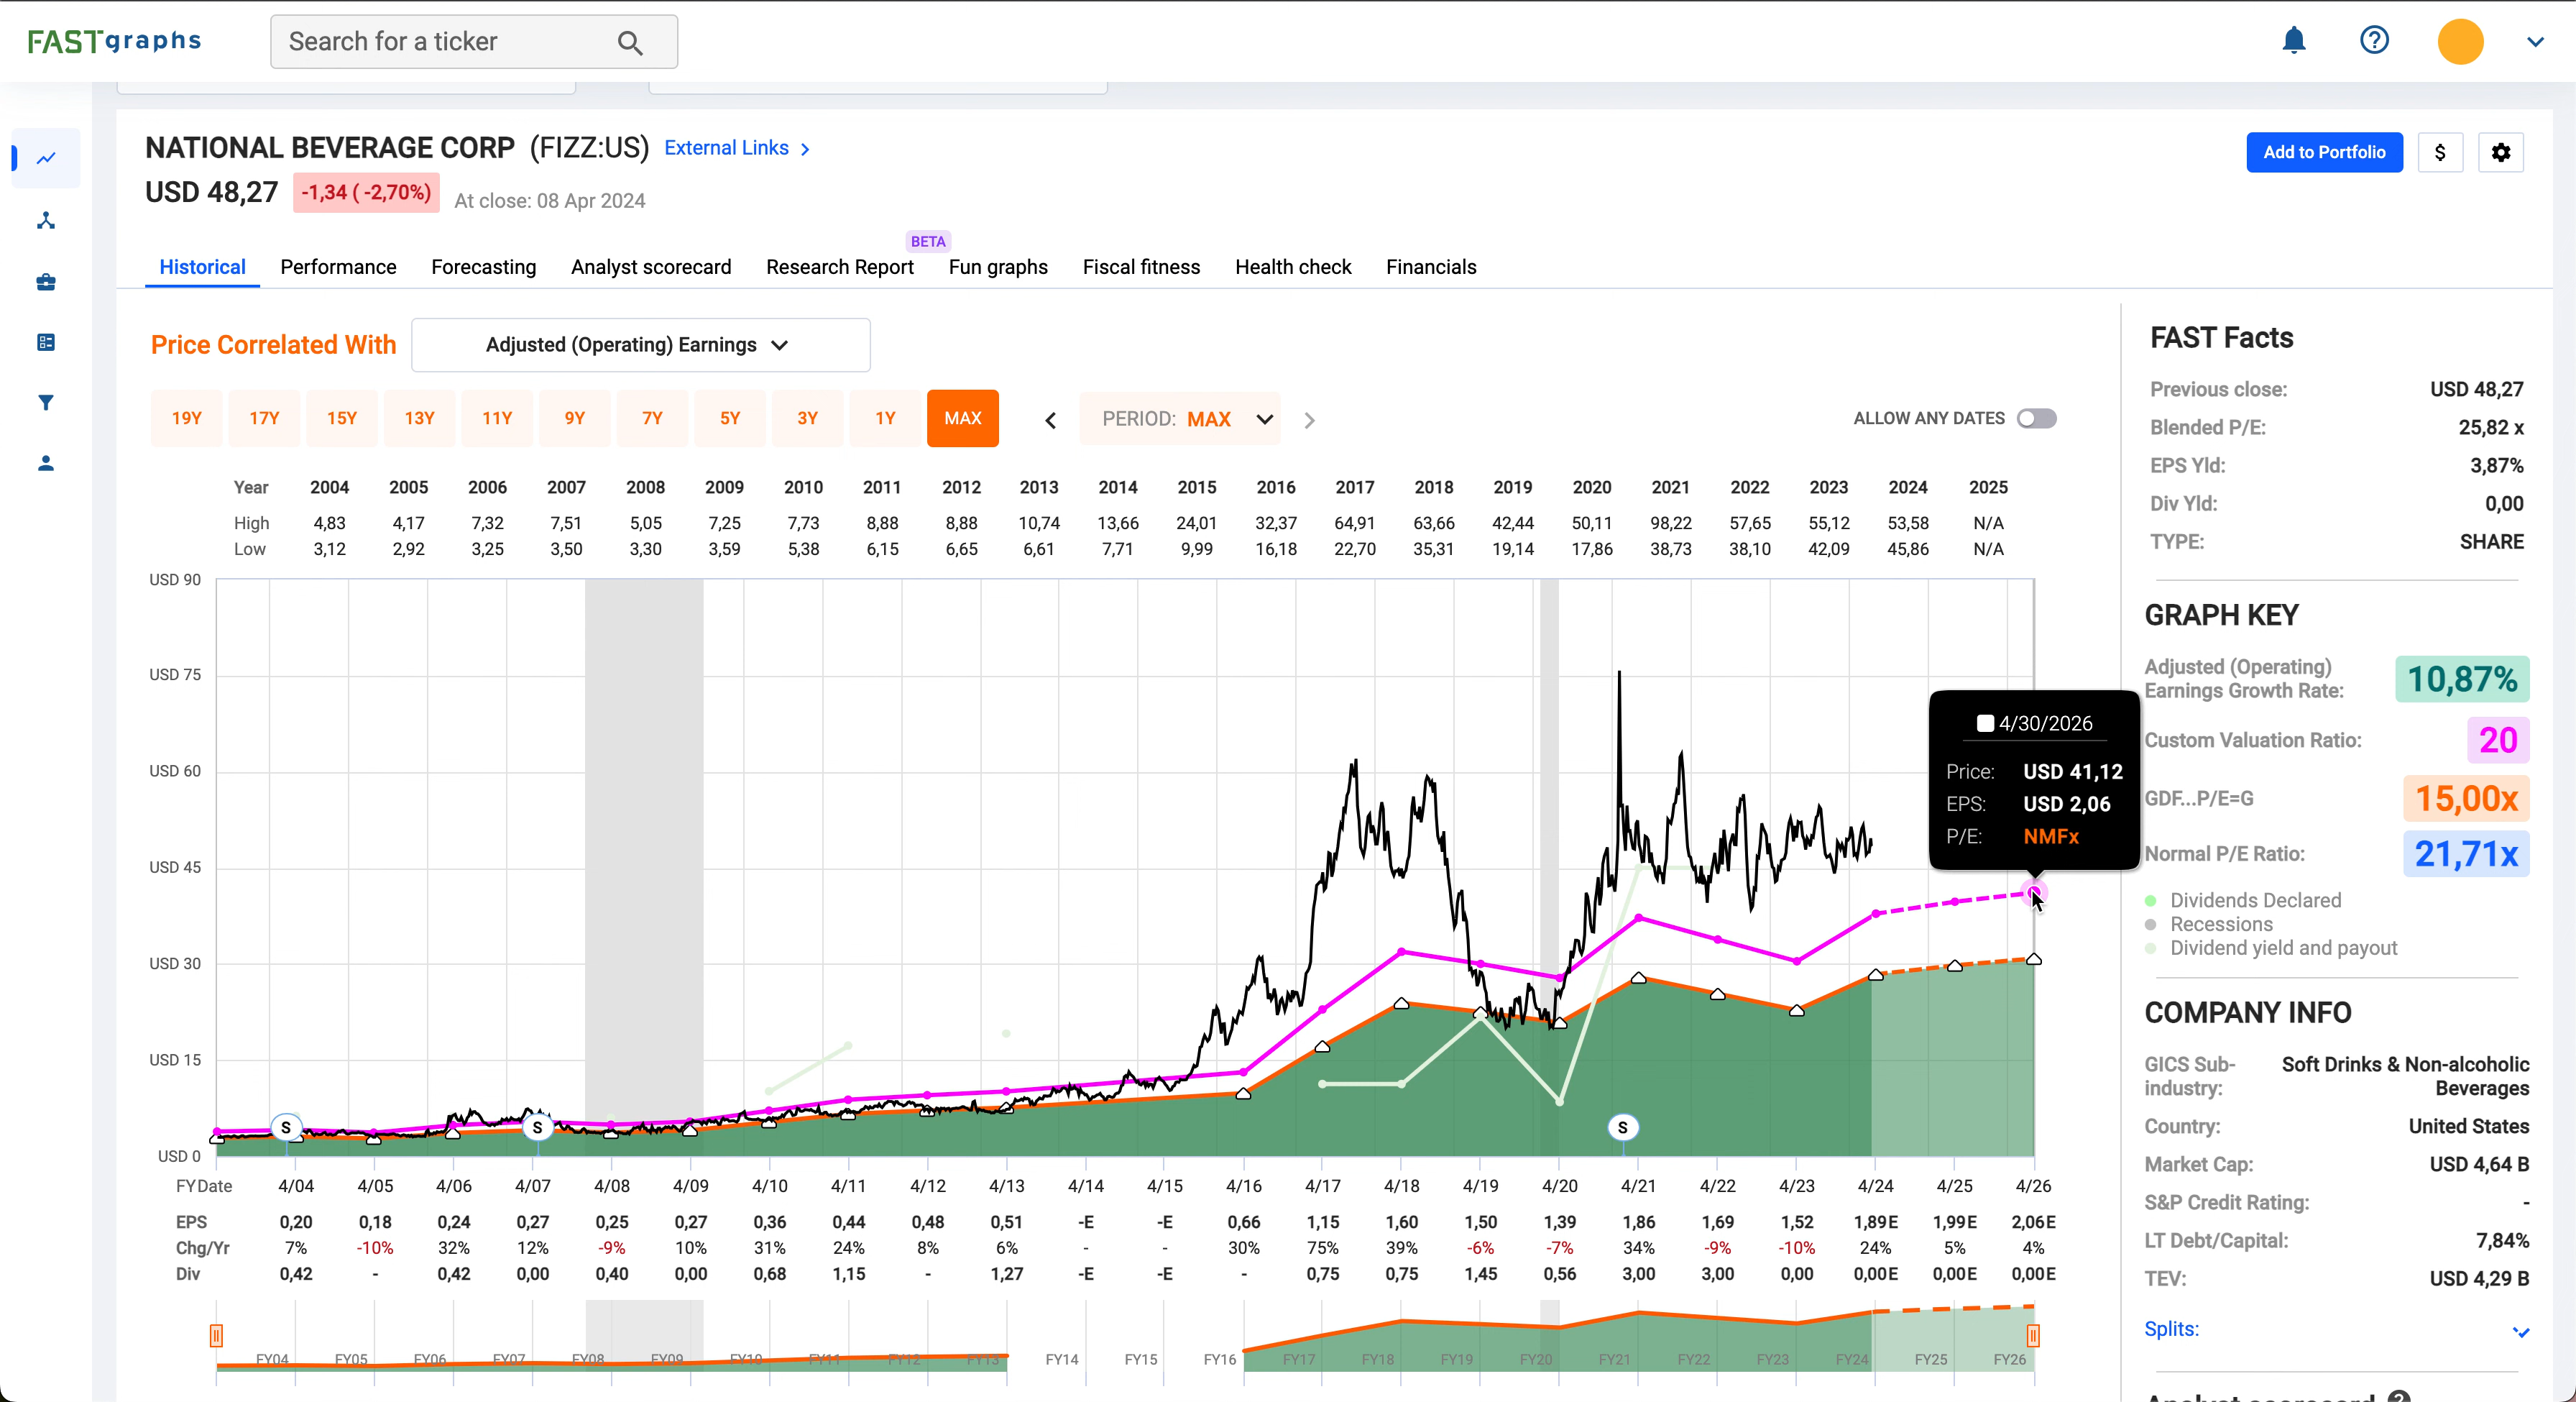 FASTgraphs
Search for a ticker
NATIONAL BEVERAGE CORP (FIZZ:US) External Links
USD 48,27 -1,34 ( -2,70%) At close: 08 Apr 2024
Add to Portfolio $
BETA
Historical Performance Forecasting Analyst scorecard Research Report Fun graphs Fiscal fitness Health check Financials
Price Correlated With Adjusted (Operating) Earnings
19Y 17Y 15Y 13Y 11Y 9Y 7Y 5Y 3Y 1Y MAX PERIOD: MAX ALLOW ANY DATES
Year 2004 2005 2006 2007 2008 2009 2010 2011 2012 2013 2014 2015 2016 2017 2018 2019 2020 2021 2022 2023 2024 2025
High 4,83 4,17 7,32 7,51 5,05 7,25 7,73 8,88 8,88 10,74 13,66 24,01 32,37 64,91 63,66 42,44 50,11 98,22 57,65 55,12 53,58 N/A
Low 3,12 2,92 3,25 3,50 3,30 3,59 5,38 6,15 6,65 6,61 7,71 9,99 16,18 22,70 35,31 19,14 17,86 38,73 38,10 42,09 45,86 N/A
USD 90
USD 75
USD 60
USD 45
USD 30
USD 15
USD 0
4/30/2026
Price: USD 41,12
EPS: USD 2,06
P/E: NMFx
S S S
FY Date 4/04 4/05 4/06 4/07 4/08 4/09 4/10 4/11 4/12 4/13 4/14 4/15 4/16 4/17 4/18 4/19 4/20 4/21 4/22 4/23 4/24 4/25 4/26
EPS 0,20 0,18 0,24 0,27 0,25 0,27 0,36 0,44 0,48 0,51 -E -E 0,66 1,15 1,60 1,50 1,39 1,86 1,69 1,52 1,89E 1,99E 2,06E
Chg/Yr 7% -10% 32% 12% -9% 10% 31% 24% 8% 6% - - 30% 75% 39% -6% -7% 34% -9% -10% 24% 5% 4%
Div 0,42 - 0,42 0,00 0,40 0,00 0,68 1,15 - 1,27 -E -E - 0,75 0,75 1,45 0,56 3,00 3,00 0,00 0,00E 0,00E 0,00E
FY04 FY05 FY06 FY07 FY08 FY09 FY10 FY11 FY12 FY13 FY14 FY15 FY16 FY17 FY18 FY19 FY20 FY21 FY22 FY23 FY24 FY25 FY26
FAST Facts
Previous close: USD 48,27
Blended P/E: 25,82 x
EPS Yld: 3,87%
Div Yld: 0,00
TYPE: SHARE
GRAPH KEY
Adjusted (Operating)
Earnings Growth Rate: 10,87%
Custom Valuation Ratio: 20
GDF...P/E=G 15,00x
Normal P/E Ratio: 21,71x
Dividends Declared
Recessions
Dividend yield and payout
COMPANY INFO
GICS Sub- Soft Drinks & Non-alcoholic
industry: Beverages
Country: United States
Market Cap: USD 4,64 B
S&P Credit Rating: -
LT Debt/Capital: 7,84%
TEV: USD 4,29 B
Splits:
Analyst scorecard